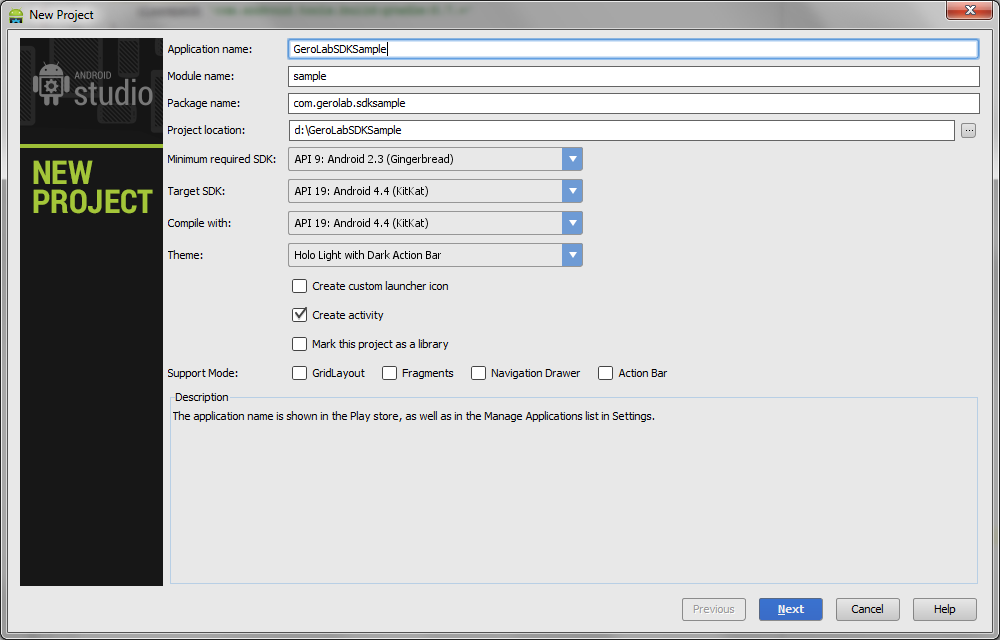 New Project
ANDROID
studio
NEW
PROJECT
Application name: GeroLabSDKSample
Module name: sample
Package name: com.gerolab.sdksample
Project location: d:\GeroLabSDKSample ...
Minimum required SDK: API 9: Android 2.3 (Gingerbread)
Target SDK: API 19: Android 4.4 (KitKat)
Compile with: API 19: Android 4.4 (KitKat)
Theme: Holo Light with Dark Action Bar
Create custom launcher icon
Create activity
Mark this project as a library
Support Mode: GridLayout Fragments Navigation Drawer Action Bar
Description
The application name is shown in the Play store, as well as in the Manage Applications list in Settings.
Previous Next Cancel Help